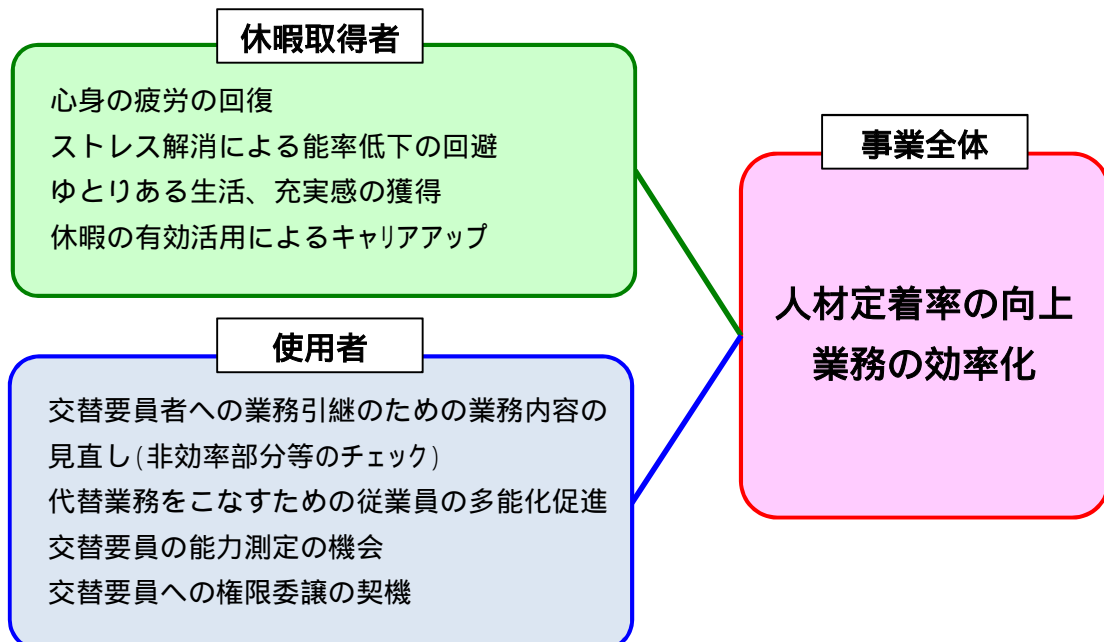 休暇取得者
心身の疲労の回復
ストレス解消による能率低下の回避
ゆとりある生活、充実感の獲得
休暇の有効活用によるキャリアアップ
使用者
交替要員者への業務引継のための業務内容の
見直し(非効率部分等のチェック)
代替業務をこなすための従業員の多能化促進
交替要員の能力測定の機会
交替要員への権限委譲の契機
事業全体
人材定着率の向上
業務の効率化